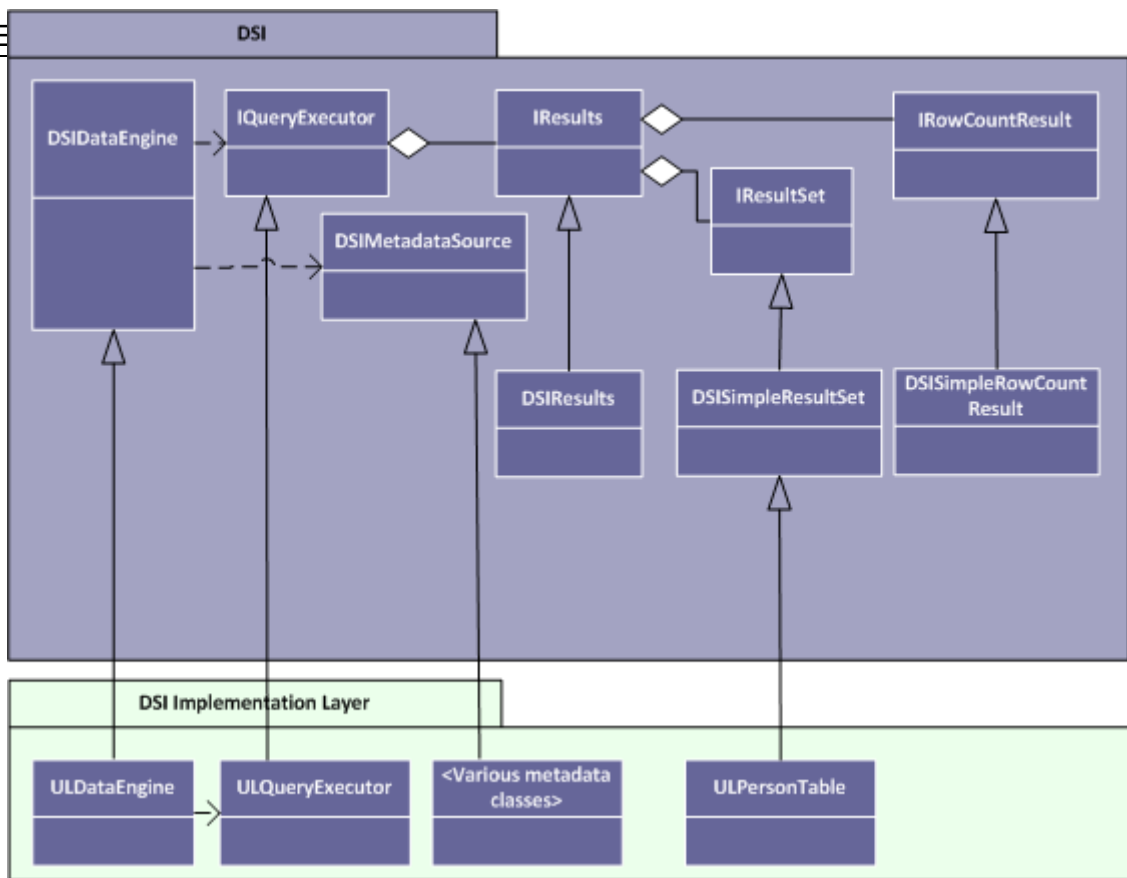 DSI
DSIDataEngine
IQueryExecutor
IResults
IRowCountResult
IResultSet
DSIMetadataSource
DSIResults
DSISimpleResultSet
DSISimpleRowCount
Result
DSI Implementation Layer
ULDataEngine
ULQueryExecutor
<Various metadata
classes>
ULPersonTable